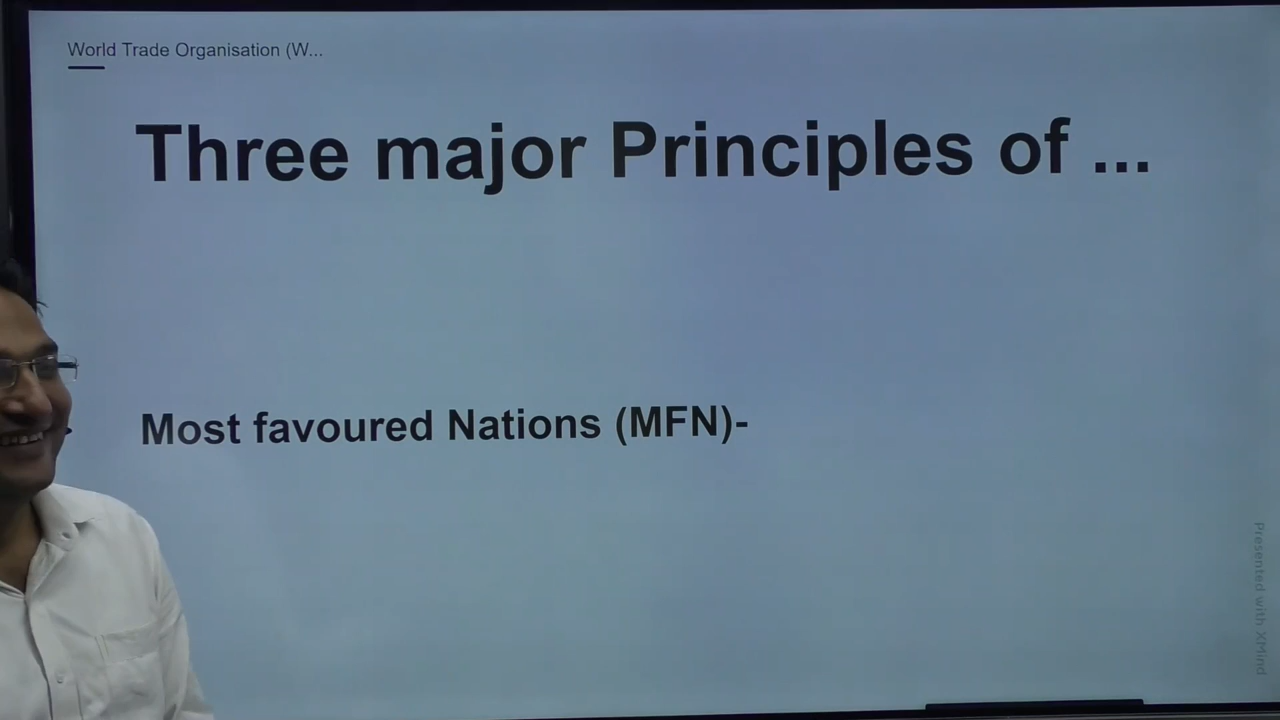 World Trade Organisation (W...
Three major Principles of ...
Most favoured Nations (MFN)-
Presented with XMind